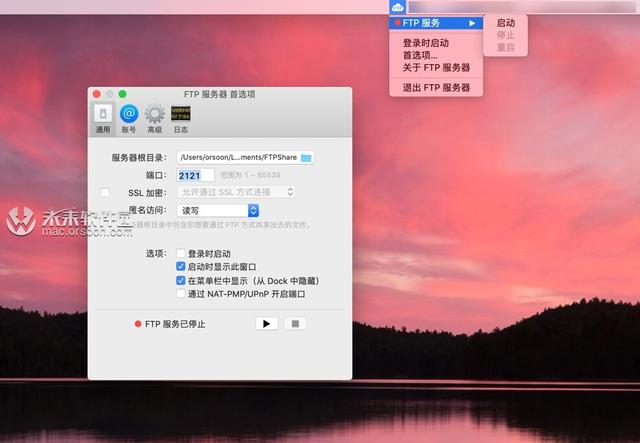 FTP
FTP 服务
启动
停止
重启
登录时启动
首选项...
关于 FTP 服务器
退出 FTP 服务器
FTP 服务器 首选项
通用
账号
高级
日志
服务器根目录：
/Users/orsoon/L...ments/FTPShare
端口：
2121
范围为 1 ~ 65535
SSL 加密：
允许通过 SSL 方式连接
匿名访问：
读写
器根目录中包含你想要通过 FTP 方式共享出去的文件。
未来软件园
mac.orsoon.com
选项：
登录时启动
启动时显示此窗口
在菜单栏中显示（从 Dock 中隐藏）
通过 NAT-PMP/UPnP 开启端口
FTP 服务已停止